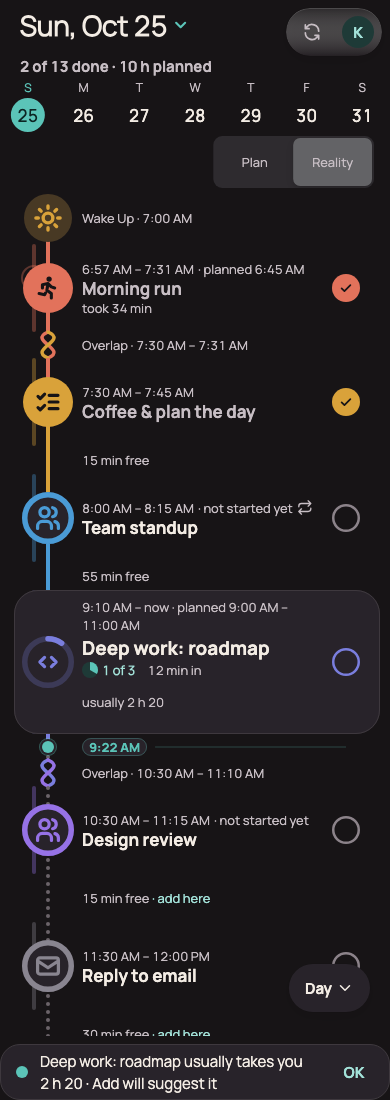 Sun, Oct 25
K
2 of 13 done · 10 h planned
S M T W T F S
25 26 27 28 29 30 31
Plan Reality
Wake Up · 7:00 AM
6:57 AM – 7:31 AM · planned 6:45 AM
Morning run
took 34 min
Overlap · 7:30 AM – 7:31 AM
7:30 AM – 7:45 AM
Coffee & plan the day
15 min free
8:00 AM – 8:15 AM · not started yet
Team standup
55 min free
9:10 AM – now · planned 9:00 AM –
11:00 AM
Deep work: roadmap
1 of 3 12 min in
usually 2 h 20
9:22 AM
Overlap · 10:30 AM – 11:10 AM
10:30 AM – 11:15 AM · not started yet
Design review
15 min free · add here
11:30 AM – 12:00 PM
Reply to email
Day
30 min free · add here
Deep work: roadmap usually takes you
2 h 20 · Add will suggest it
OK